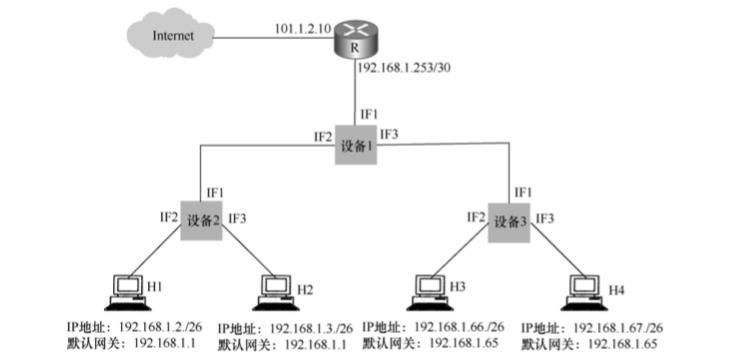 Internet
101.1.2.10
R
192.168.1.253/30
IF1
IF2
IF3
设备1
IF1
IF2
设备2
IF3
IF1
IF2
设备3
IF3
H1
H2
H3
H4
IP地址：192.168.1.2./26
默认网关：192.168.1.1
IP地址：192.168.1.3./26
默认网关：192.168.1.1
IP地址：192.168.1.66./26
默认网关：192.168.1.65
IP地址：192.168.1.67./26
默认网关：192.168.1.65